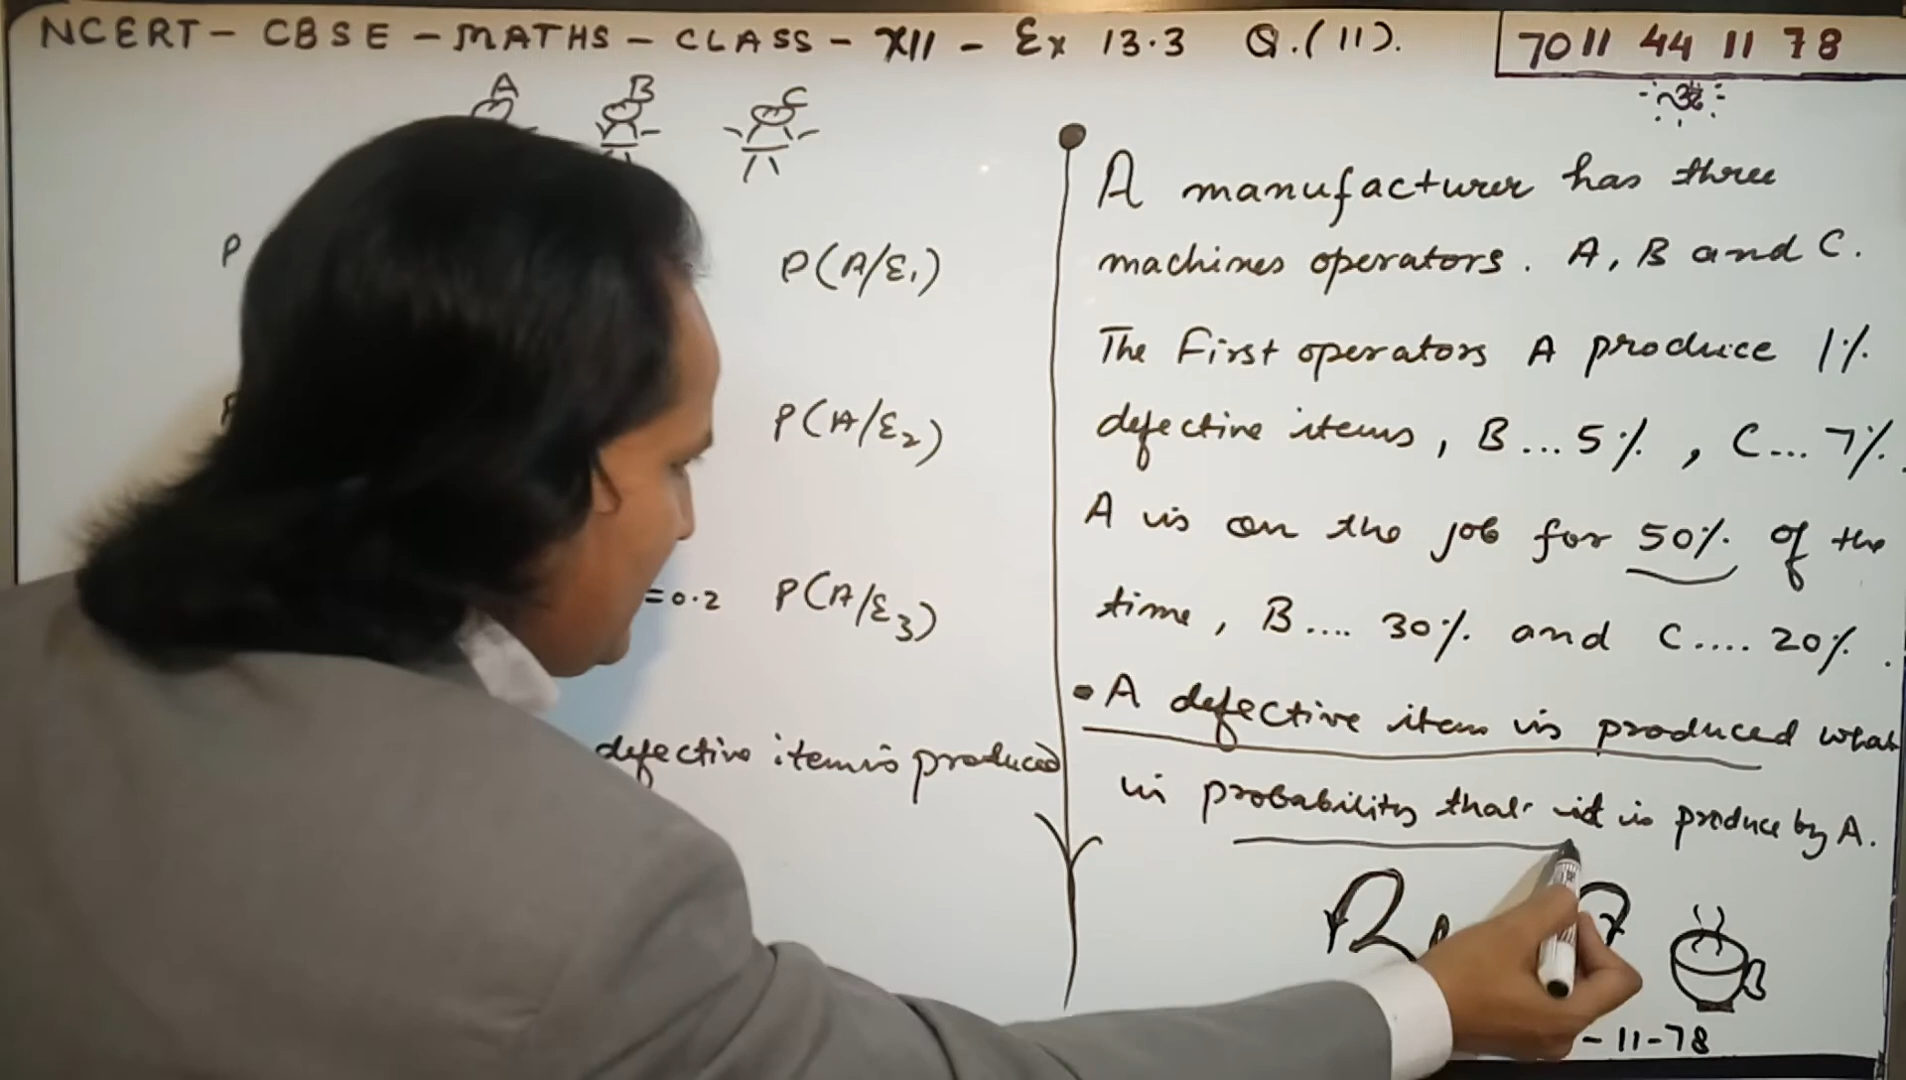 NCERT - CBSE - MATHS - CLASS - XII - Ex 13.3 Q.(11).
7011 44 11 78
A B C
P
P(A/E₁)
P(A/E₂)
=0.2 P(A/E₃)
defective item is produced
A manufacturer has three
machines operators. A, B and C.
The First operators A produce 1%
defective items, B...5%, C...7%.
A is on the job for 50% of the
time, B.... 30% and C.... 20%.
• A defective item is produced what
is probability that it is produce by A.
-11-78